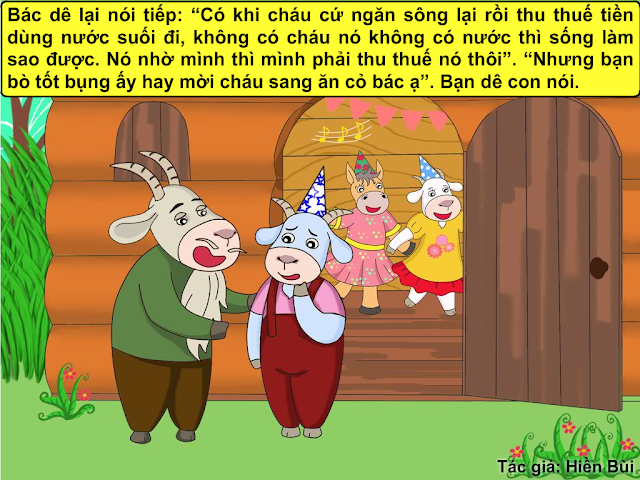 Bác dê lại nói tiếp: “Có khi cháu cứ ngăn sông lại rồi thu thuế tiền
dùng nước suối đi, không có cháu nó không có nước thì sống làm
sao được. Nó nhờ mình thì mình phải thu thuế nó thôi”. “Nhưng bạn
bò tốt bụng ấy hay mời cháu sang ăn cỏ bác ạ”. Bạn dê con nói.
Tác giả: Hiền Bùi